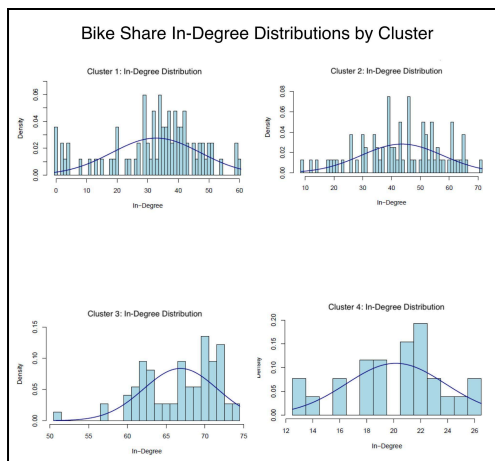 Bike Share In-Degree Distributions by Cluster
Cluster 1: In-Degree Distribution
Density
0.00 0.02 0.04 0.06
0 10 20 30 40 50 60
In-Degree
Cluster 2: In-Degree Distribution
Density
0.00 0.02 0.04 0.06 0.08
10 20 30 40 50 60 70
In-Degree
Cluster 3: In-Degree Distribution
Density
0.00 0.05 0.10 0.15
50 55 60 65 70 75
In-Degree
Cluster 4: In-Degree Distribution
Density
0.00 0.05 0.10 0.15 0.20
12 14 16 18 20 22 24 26
In-Degree